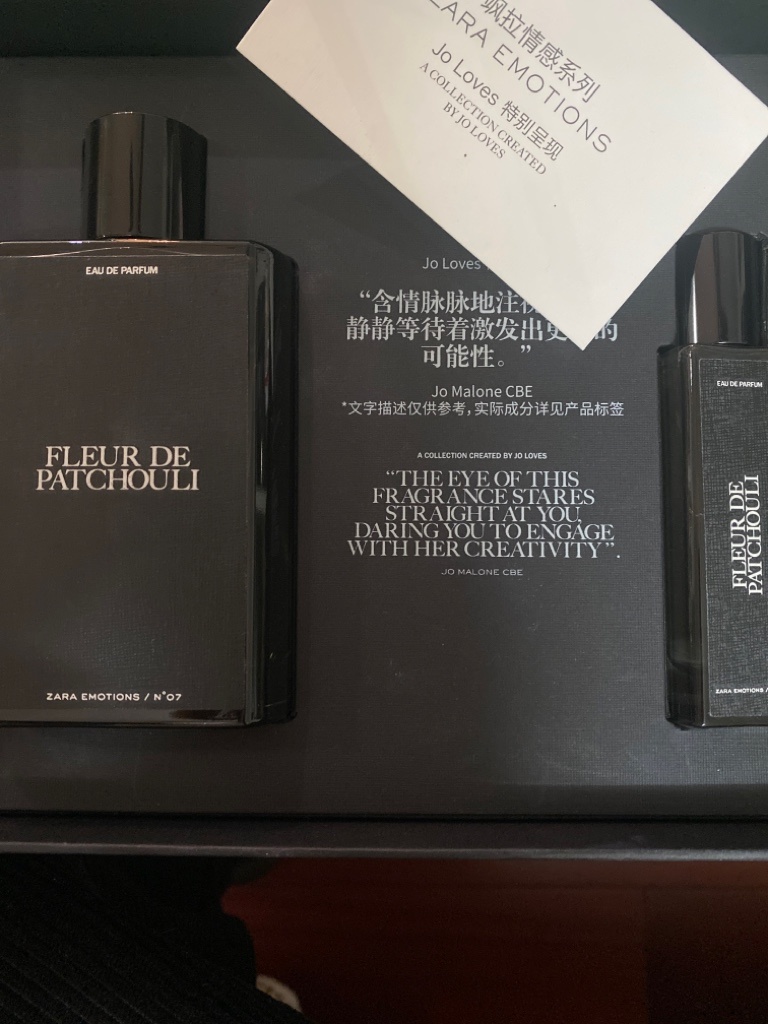 飒拉情感系列
ZARA EMOTIONS
Jo Loves 特别呈现
A COLLECTION CREATED
BY JO LOVES
EAU DE PARFUM
FLEUR DE
PATCHOULI
ZARA EMOTIONS / N°07
Jo Loves
“含情脉脉地注视
静静等待着激发出更 的
可能性。”
Jo Malone CBE
*文字描述仅供参考，实际成分详见产品标签
A COLLECTION CREATED BY JO LOVES
“THE EYE OF THIS
FRAGRANCE STARES
STRAIGHT AT YOU,
DARING YOU TO ENGAGE
WITH HER CREATIVITY”.
JO MALONE CBE
EAU DE PARFUM
FLEUR DE
PATCHOULI
ZARA EMOTIONS /